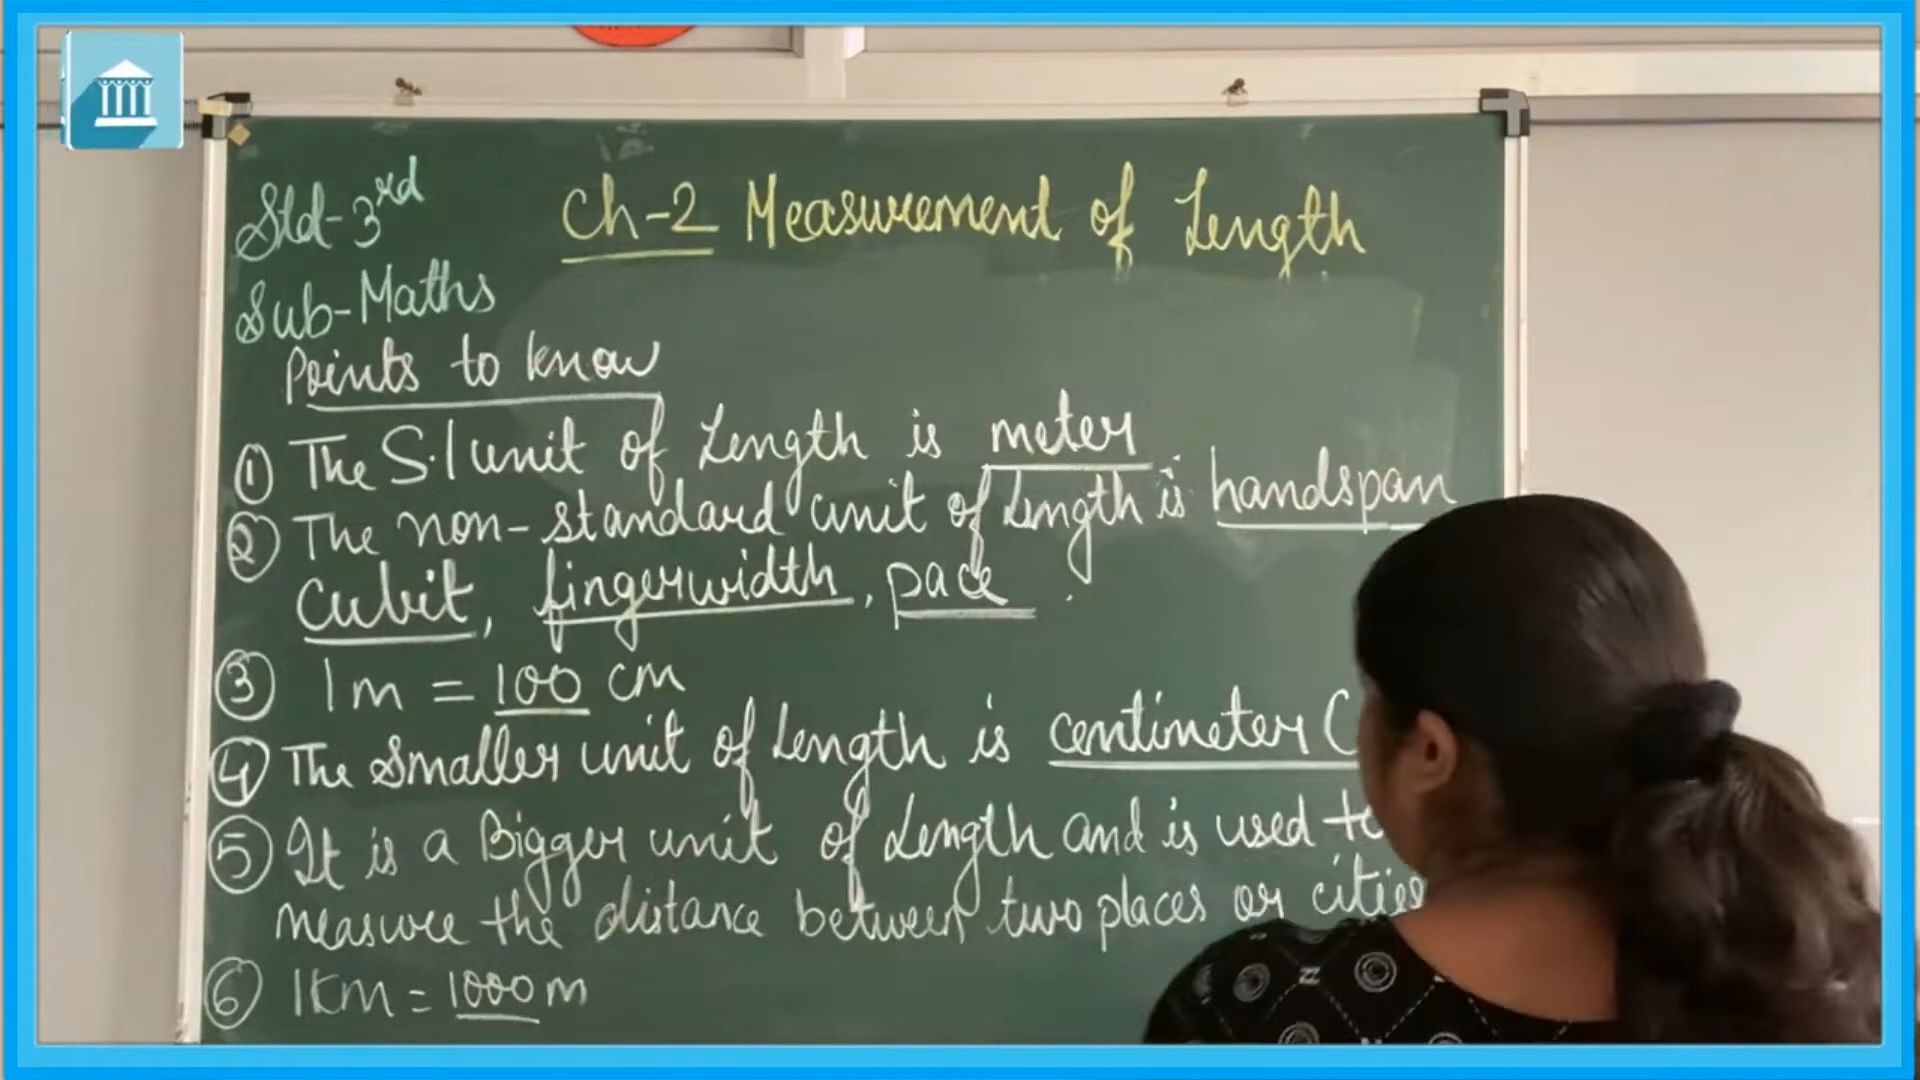 Std-3rd
Ch-2 Measurement of Length
Sub-Maths
Points to know
① The S.I unit of Length is meter
② The non-standard unit of Length is handspan
Cubit, fingerwidth, pace.
③ 1m = 100 cm
④ The Smaller unit of Length is centimeter (
⑤ It is a Bigger unit of Length and is used to
measure the distance between two places or cities
⑥ 1Km = 1000m